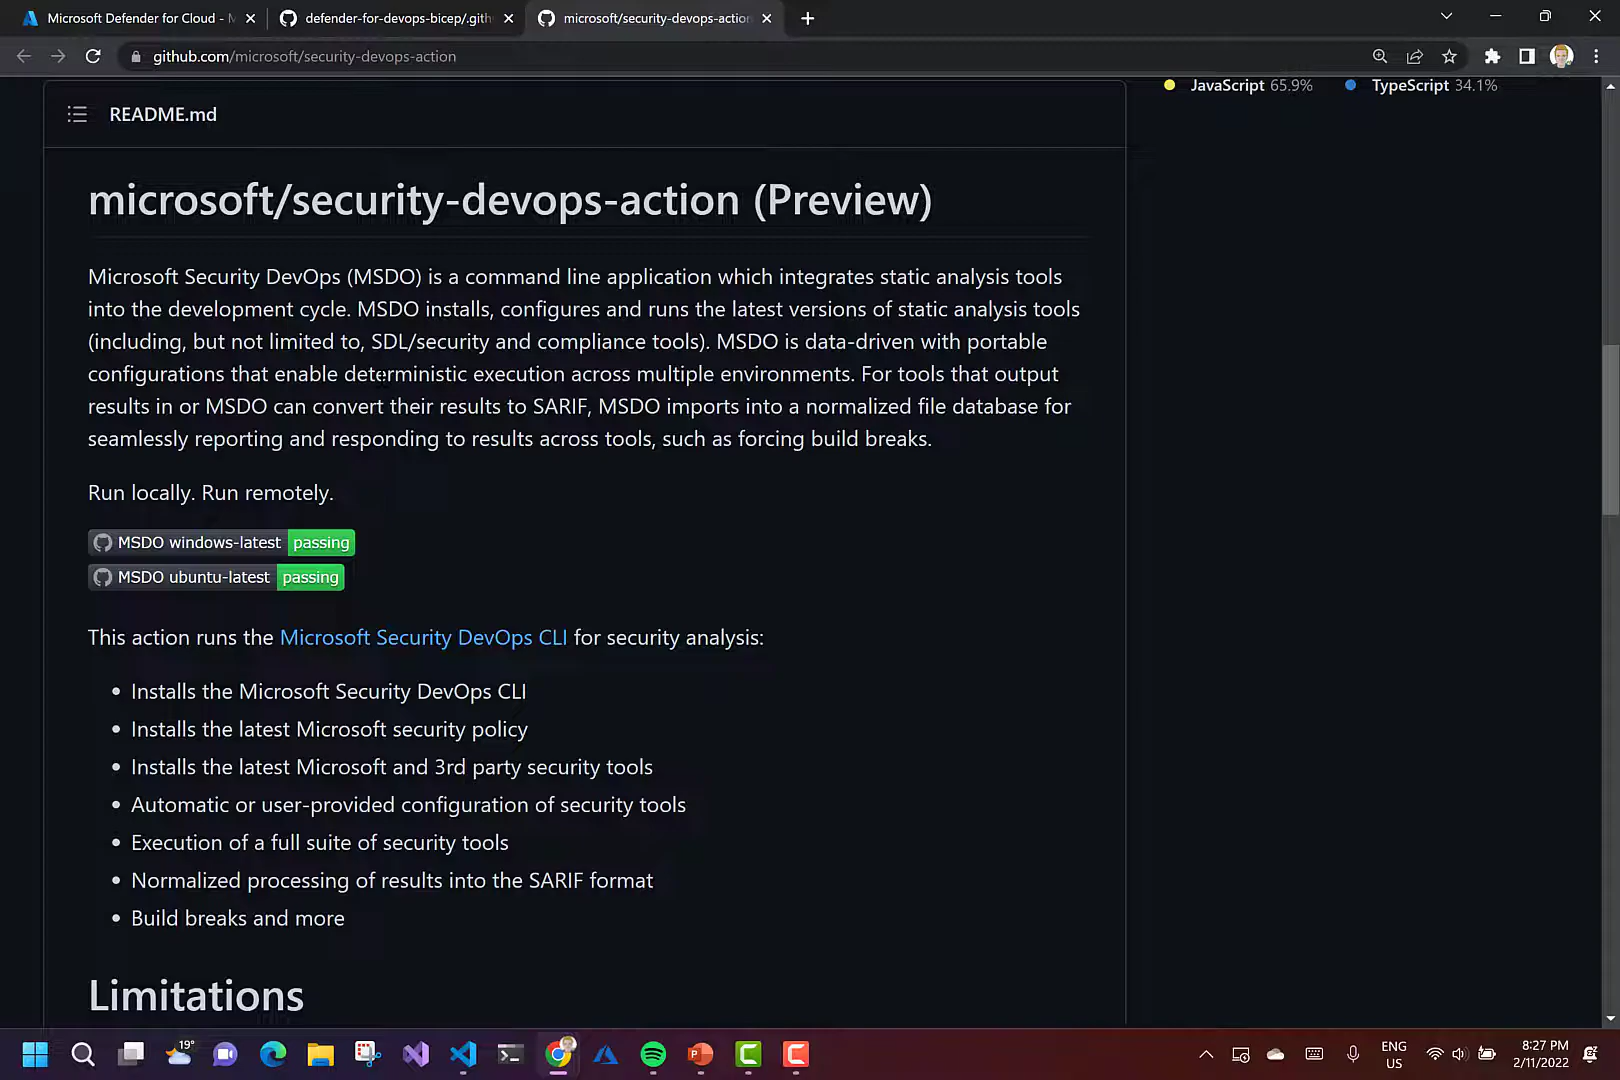 Microsoft Defender for Cloud - M
defender-for-devops-bicep/.gith
microsoft/security-devops-action
github.com/microsoft/security-devops-action
JavaScript 65.9% TypeScript 34.1%
README.md
microsoft/security-devops-action (Preview)
Microsoft Security DevOps (MSDO) is a command line application which integrates static analysis tools
into the development cycle. MSDO installs, configures and runs the latest versions of static analysis tools
(including, but not limited to, SDL/security and compliance tools). MSDO is data-driven with portable
configurations that enable deterministic execution across multiple environments. For tools that output
results in or MSDO can convert their results to SARIF, MSDO imports into a normalized file database for
seamlessly reporting and responding to results across tools, such as forcing build breaks.
Run locally. Run remotely.
MSDO windows-latest passing
MSDO ubuntu-latest passing
This action runs the Microsoft Security DevOps CLI for security analysis:
• Installs the Microsoft Security DevOps CLI
• Installs the latest Microsoft security policy
• Installs the latest Microsoft and 3rd party security tools
• Automatic or user-provided configuration of security tools
• Execution of a full suite of security tools
• Normalized processing of results into the SARIF format
• Build breaks and more
Limitations
19°
ENG
US
8:27 PM
2/11/2022